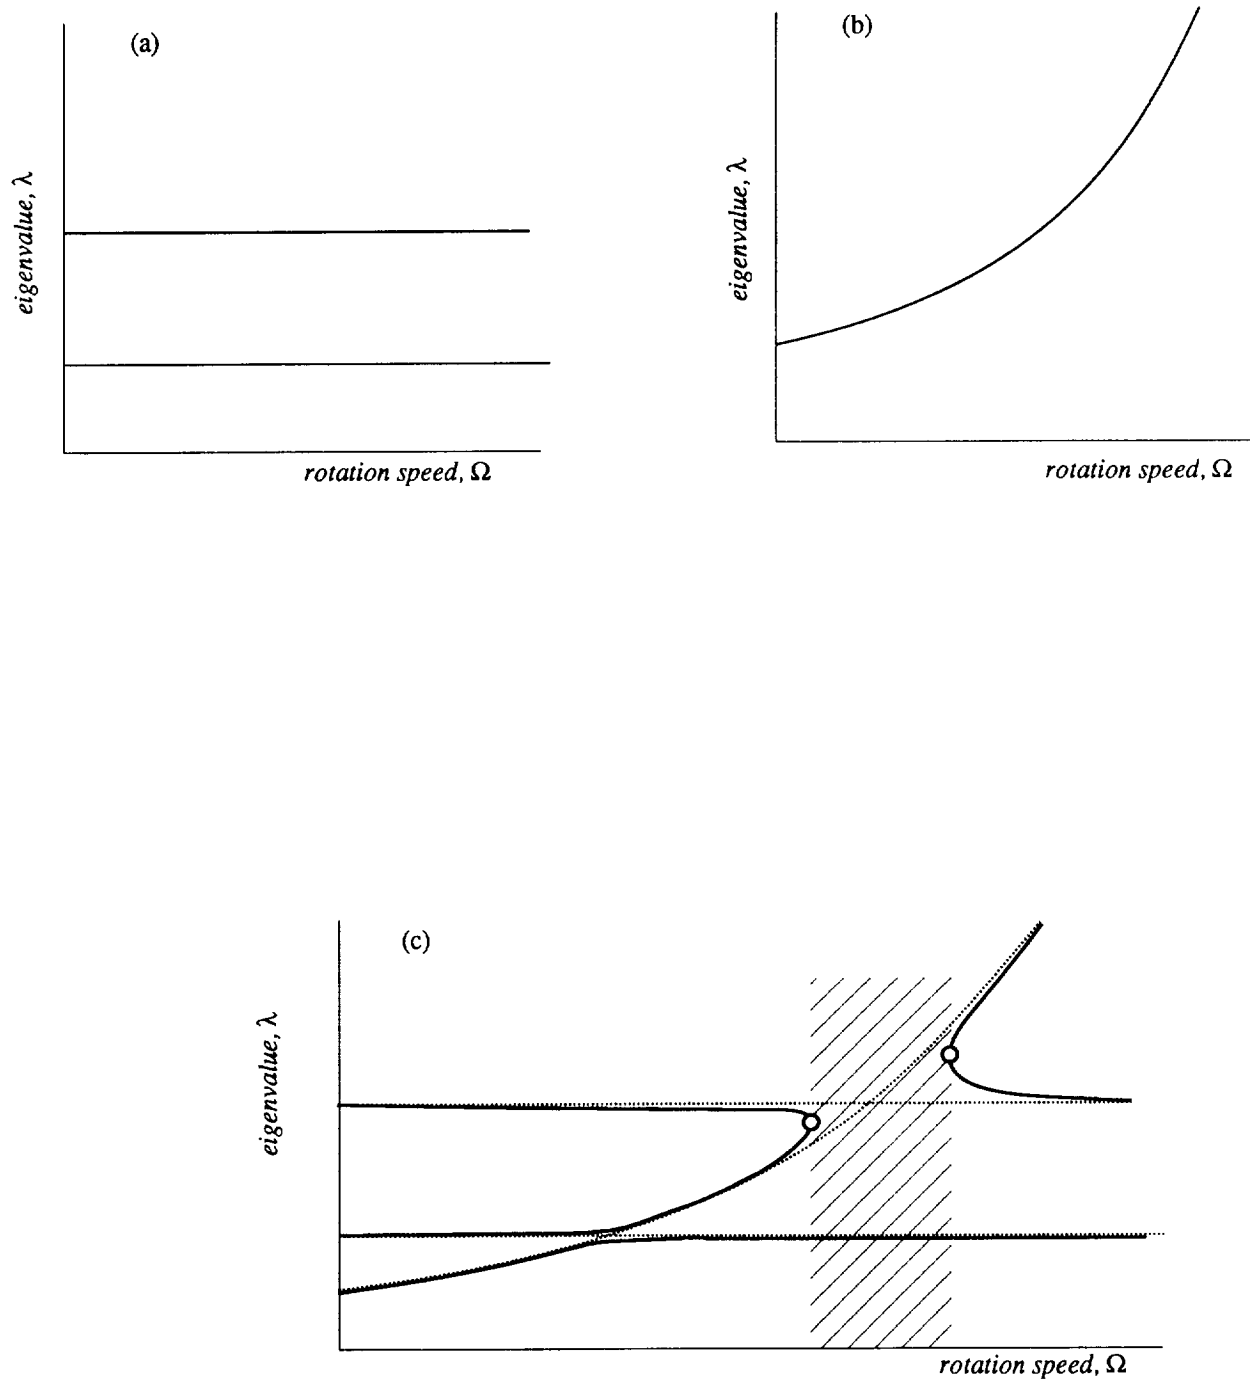 (a)
eigenvalue, λ
rotation speed, Ω
(b)
eigenvalue, λ
rotation speed, Ω
(c)
eigenvalue, λ
rotation speed, Ω